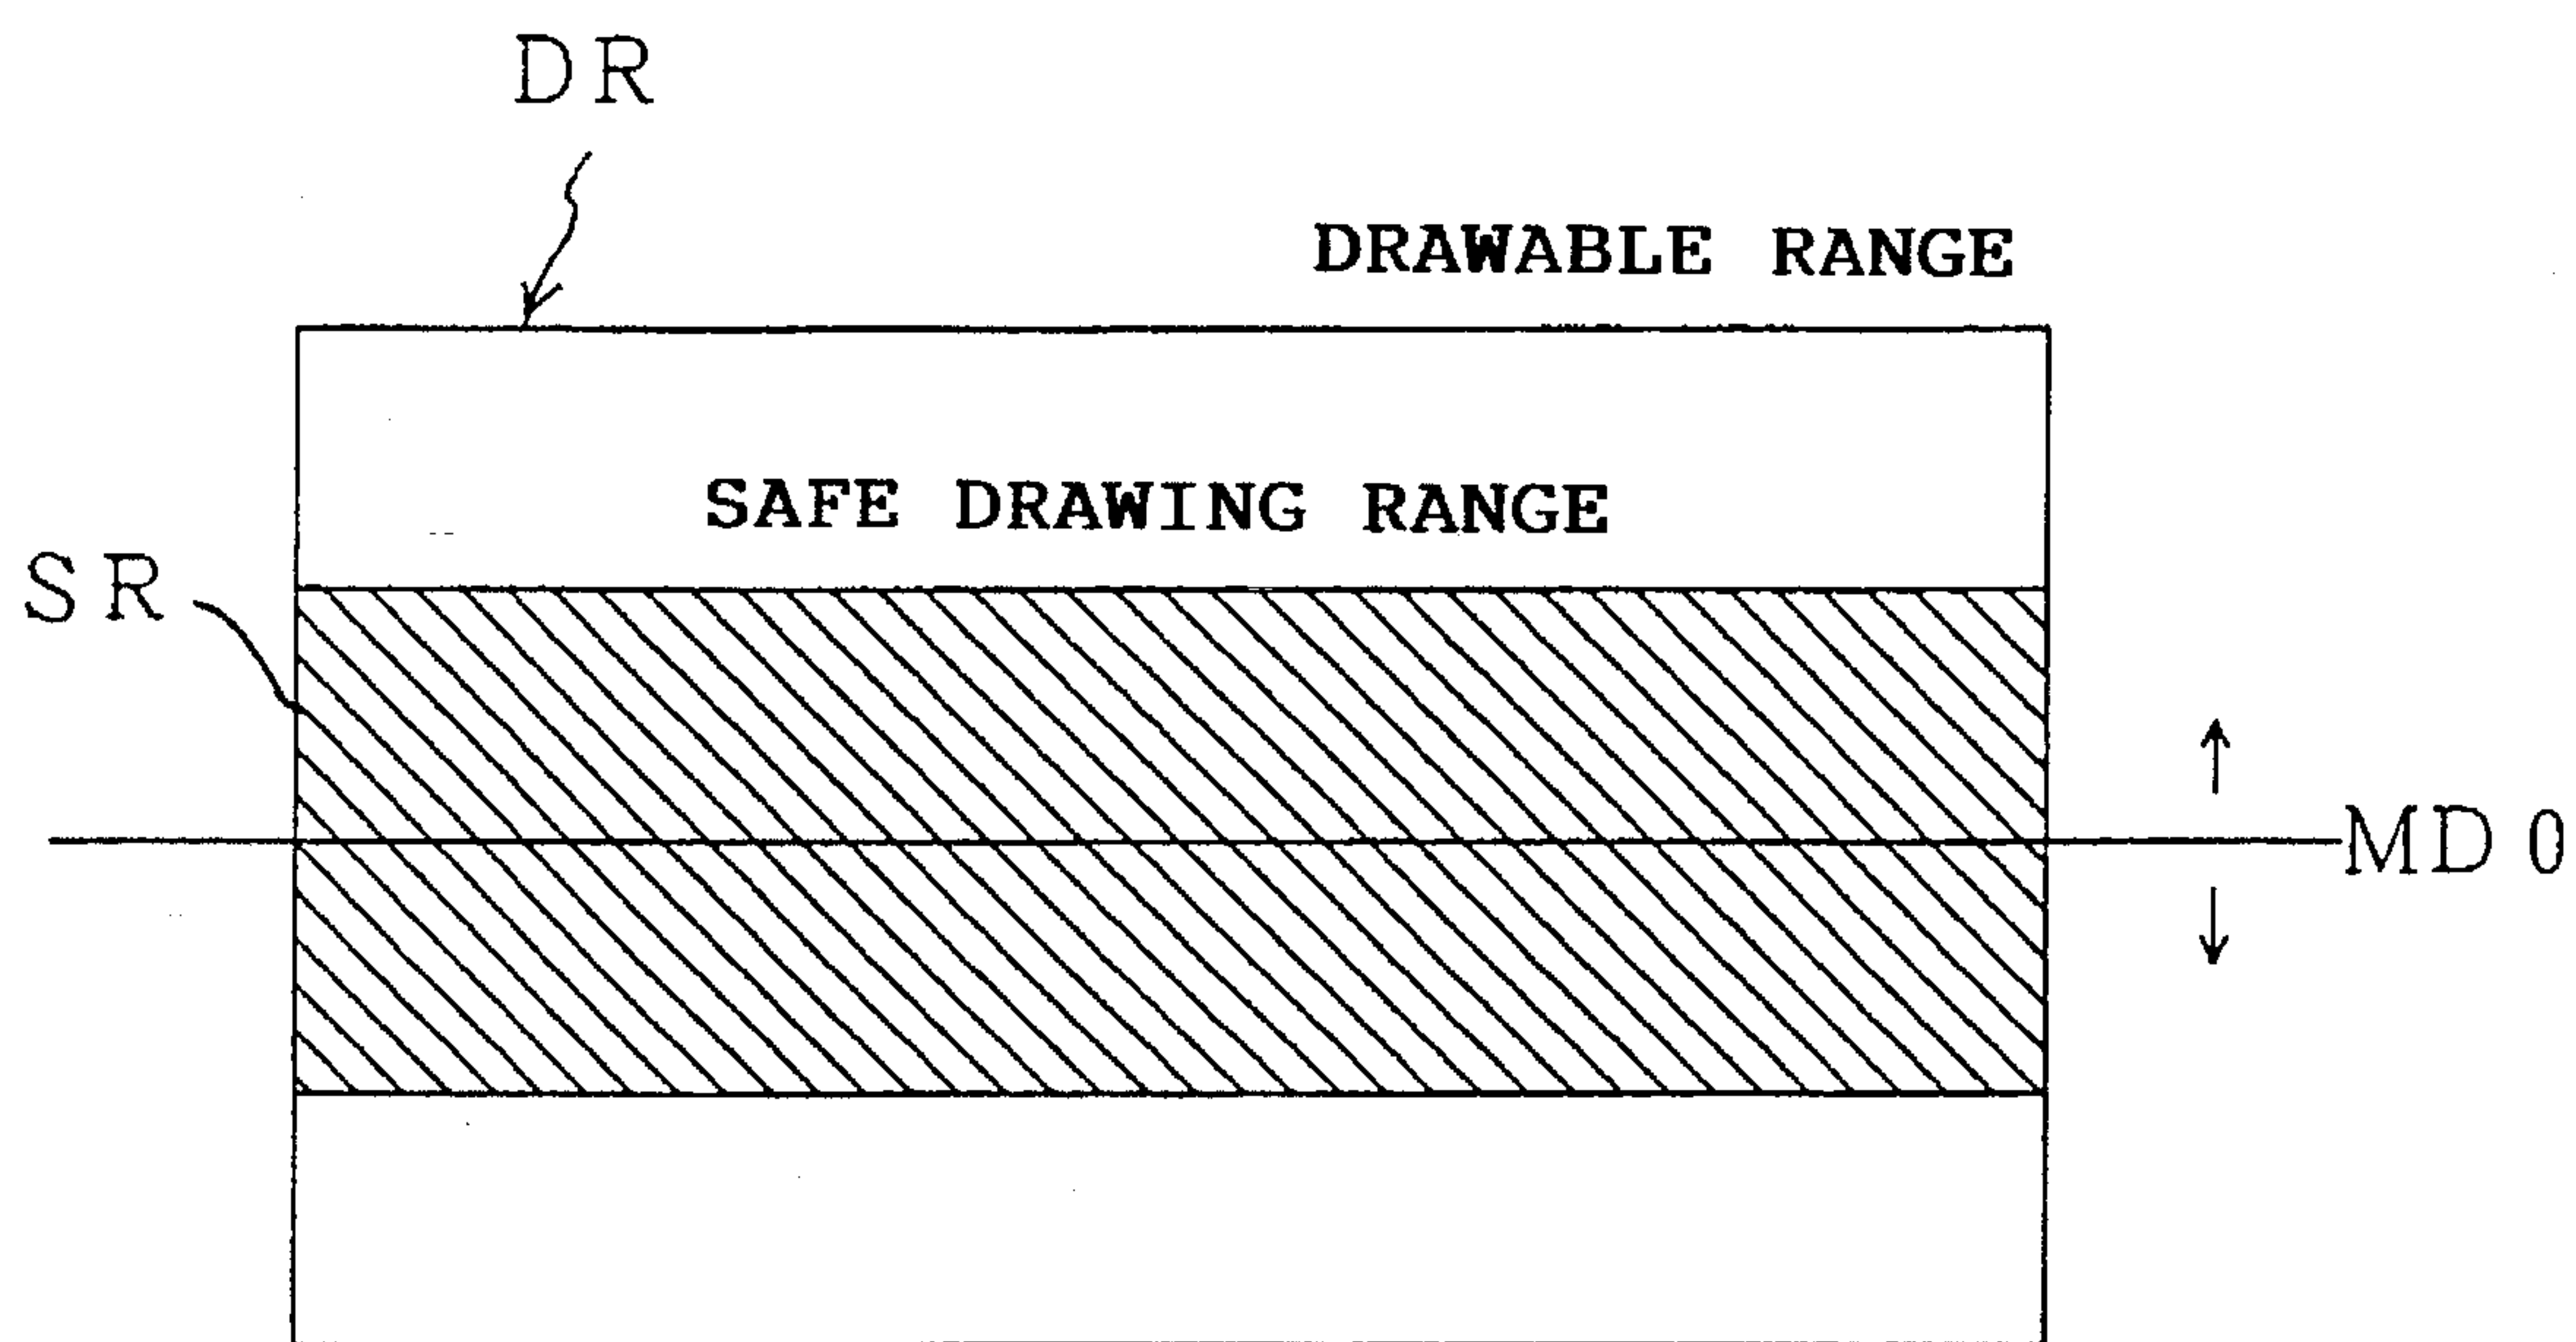 DR
DRAWABLE RANGE
SAFE DRAWING RANGE
SR
MD0